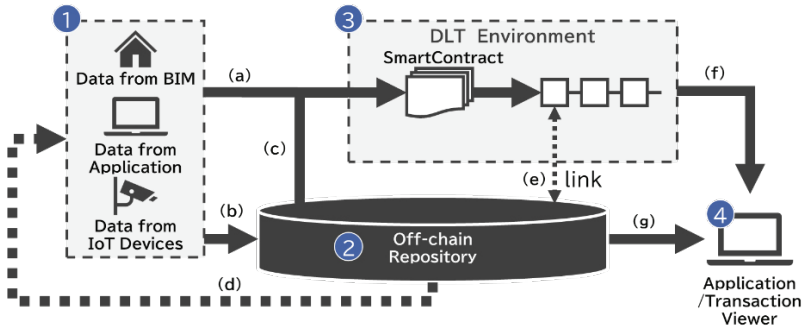 1
Data from BIM
Data from
Application
Data from
IoT Devices
(a)
(b)
(c)
(d)
3
DLT Environment
SmartContract
(e)
link
(f)
2
Off-chain
Repository
(g)
4
Application
/Transaction
Viewer